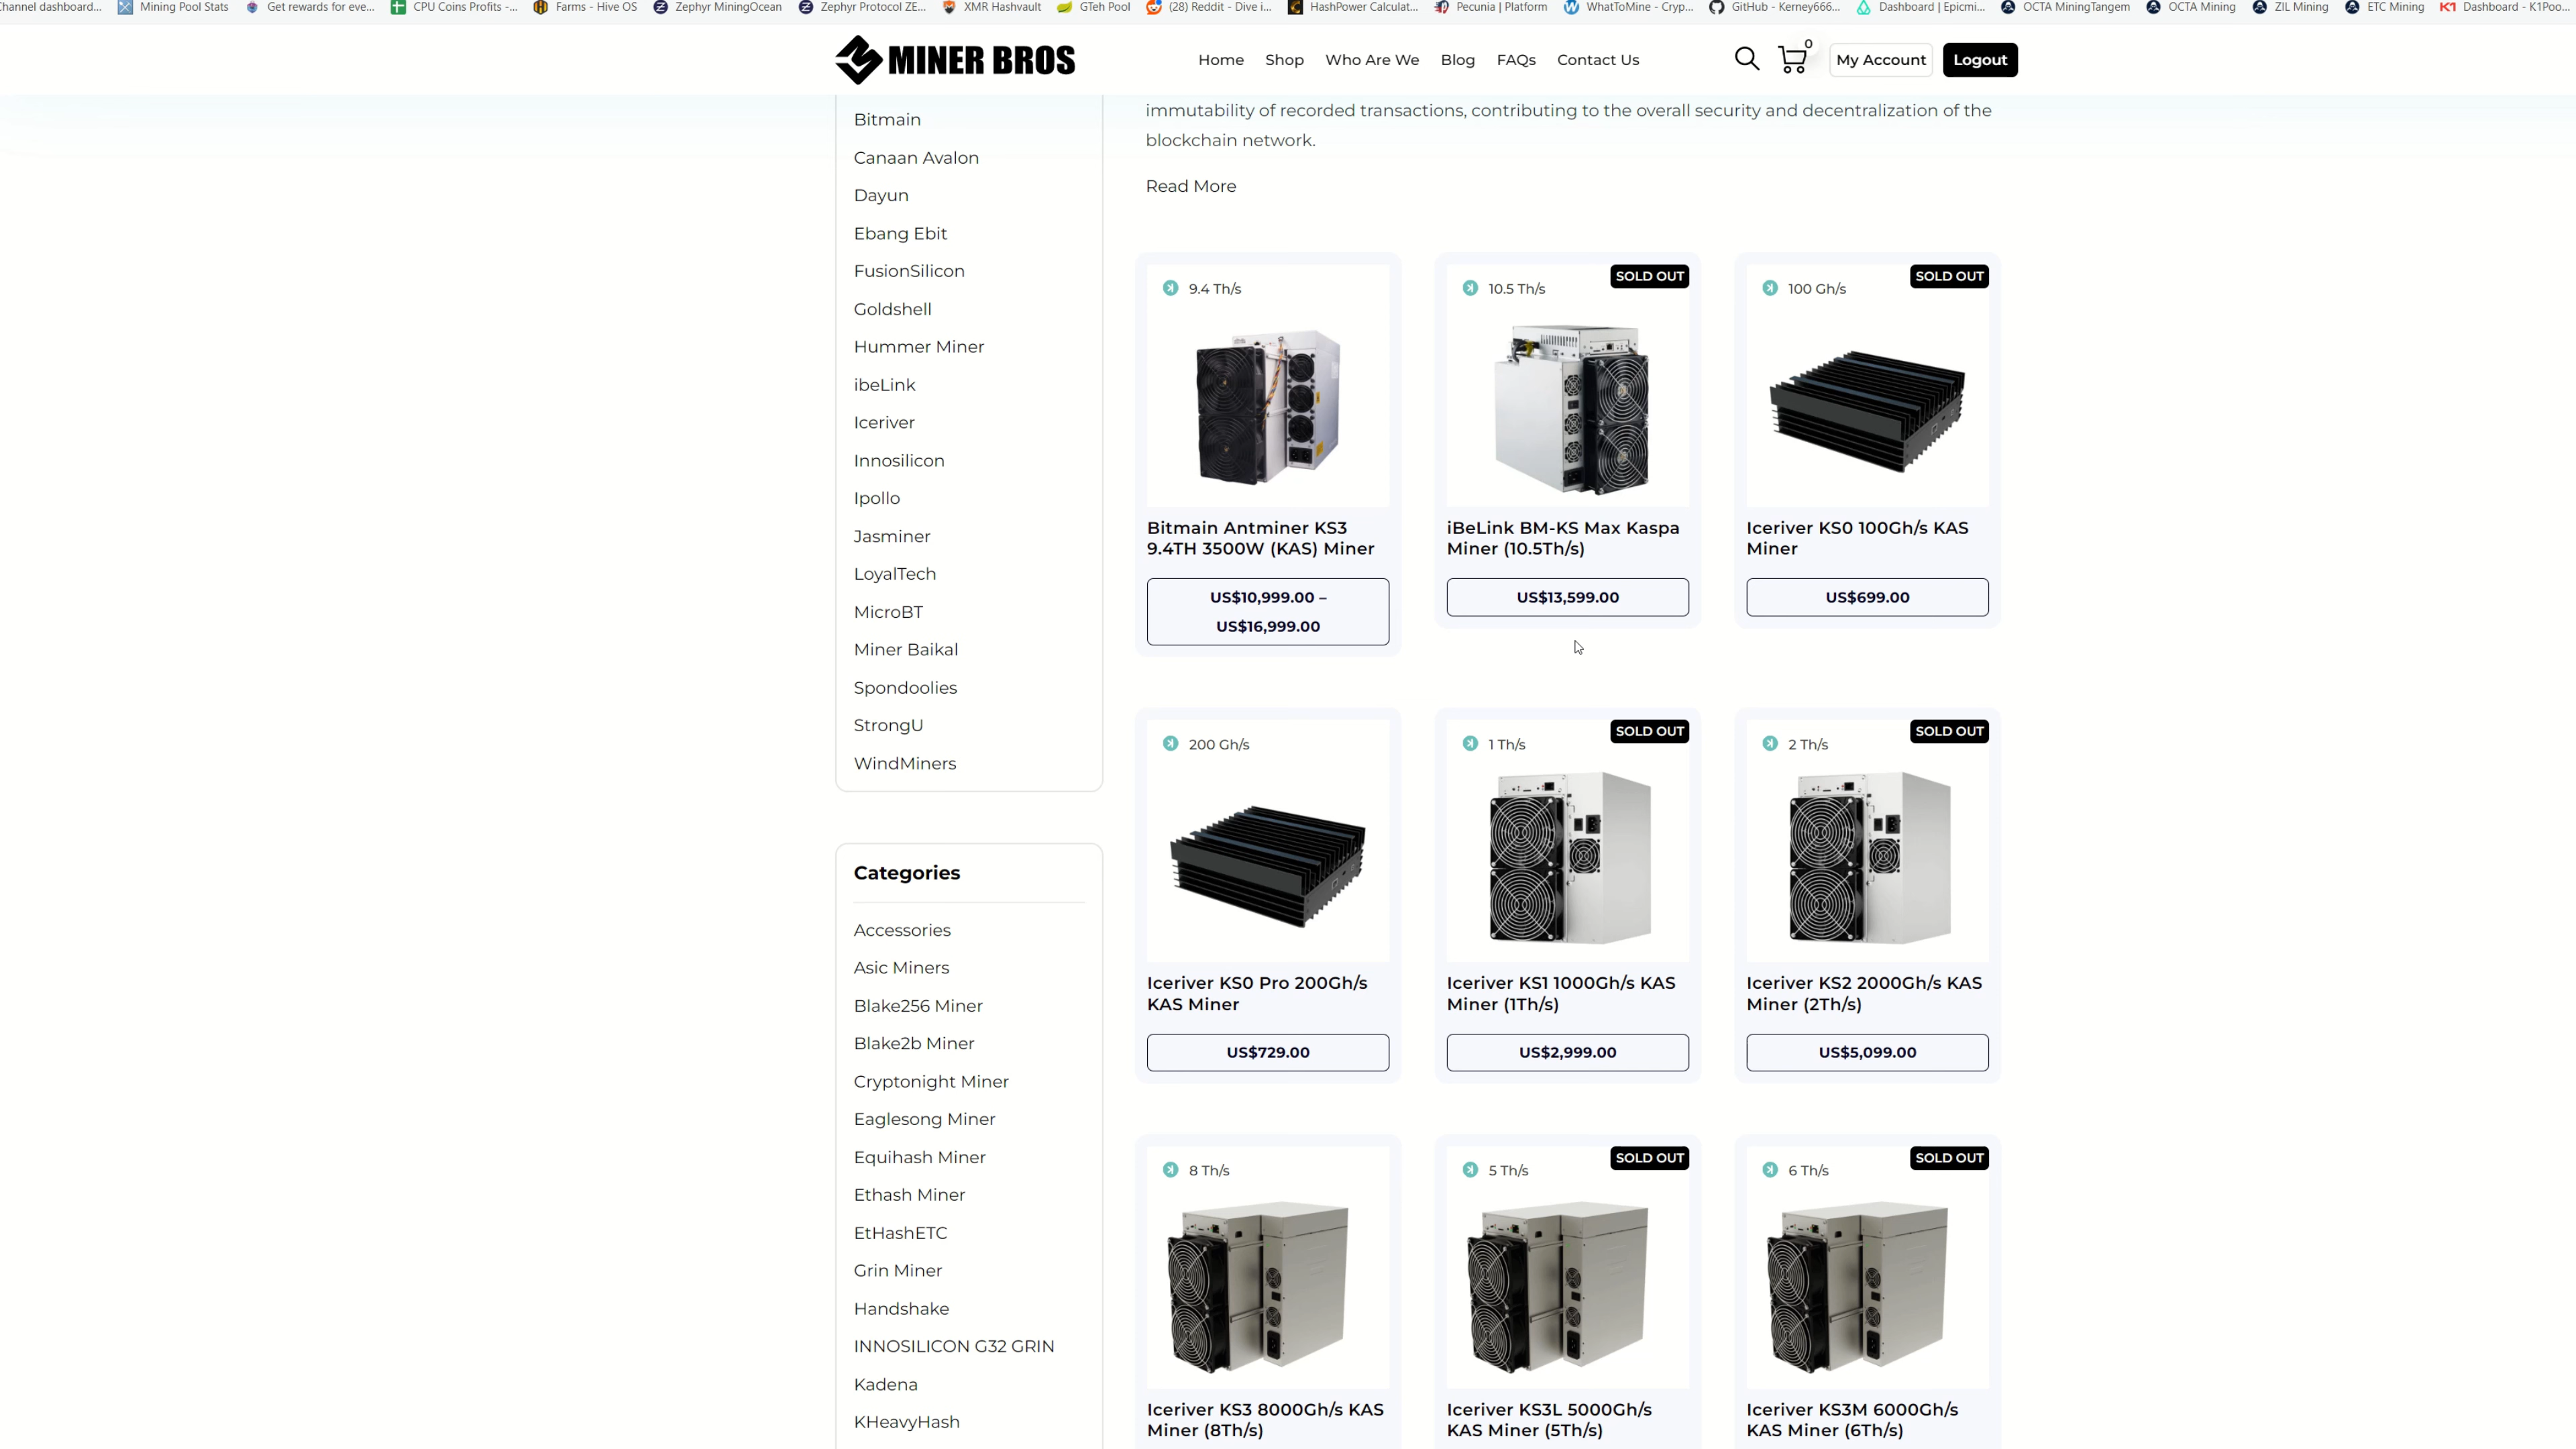 Channel dashboard...
Mining Pool Stats
Get rewards for eve...
CPU Coins Profits -...
Farms - Hive OS
Zephyr MiningOcean
Zephyr Protocol ZE...
XMR Hashvault
GTeh Pool
(28) Reddit - Dive i...
HashPower Calculat...
Pecunia | Platform
WhatToMine - Cryp...
GitHub - Kerney666...
Dashboard | Epicmi...
OCTA MiningTangem
OCTA Mining
ZIL Mining
ETC Mining
K1 Dashboard - K1Poo...
MINER BROS
Home
Shop
Who Are We
Blog
FAQs
Contact Us
0
My Account
Logout
Bitmain
Canaan Avalon
Dayun
Ebang Ebit
FusionSilicon
Goldshell
Hummer Miner
ibeLink
Iceriver
Innosilicon
Ipollo
Jasminer
LoyalTech
MicroBT
Miner Baikal
Spondoolies
StrongU
WindMiners
Categories
Accessories
Asic Miners
Blake256 Miner
Blake2b Miner
Cryptonight Miner
Eaglesong Miner
Equihash Miner
Ethash Miner
EtHashETC
Grin Miner
Handshake
INNOSILICON G32 GRIN
Kadena
KHeavyHash
immutability of recorded transactions, contributing to the overall security and decentralization of the
blockchain network.
Read More
9.4 Th/s
Bitmain Antminer KS3
9.4TH 3500W (KAS) Miner
US$10,999.00 –
US$16,999.00
10.5 Th/s
SOLD OUT
iBeLink BM-KS Max Kaspa
Miner (10.5Th/s)
US$13,599.00
100 Gh/s
SOLD OUT
Iceriver KS0 100Gh/s KAS
Miner
US$699.00
200 Gh/s
Iceriver KS0 Pro 200Gh/s
KAS Miner
US$729.00
1 Th/s
SOLD OUT
Iceriver KS1 1000Gh/s KAS
Miner (1Th/s)
US$2,999.00
2 Th/s
SOLD OUT
Iceriver KS2 2000Gh/s KAS
Miner (2Th/s)
US$5,099.00
8 Th/s
Iceriver KS3 8000Gh/s KAS
Miner (8Th/s)
5 Th/s
SOLD OUT
Iceriver KS3L 5000Gh/s
KAS Miner (5Th/s)
6 Th/s
SOLD OUT
Iceriver KS3M 6000Gh/s
KAS Miner (6Th/s)